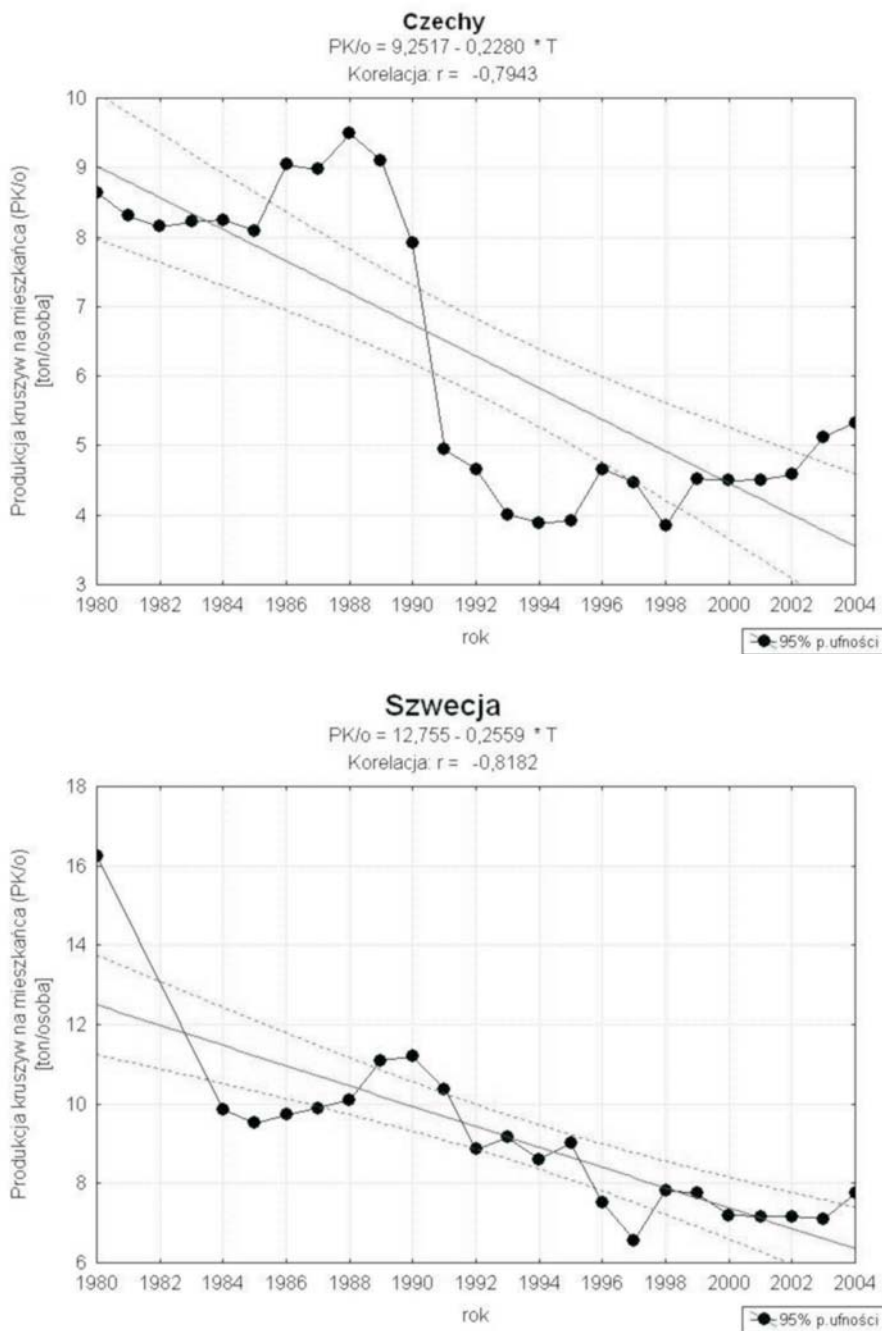 Czechy
PK/o = 9,2517 - 0,2280 * T
Korelacja: r = -0,7943
Produkcja kruszyw na mieszkańca (PK/o)
[ton/osoba]
10
9
8
7
6
5
4
3
1980 1982 1984 1986 1988 1990 1992 1994 1996 1998 2000 2002 2004
rok
95% p.ufności
Szwecja
PK/o = 12,755 - 0,2559 * T
Korelacja: r = -0,8182
Produkcja kruszyw na mieszkańca (PK/o)
[ton/osoba]
18
16
14
12
10
8
6
1980 1982 1984 1986 1988 1990 1992 1994 1996 1998 2000 2002 2004
rok
95% p.ufności